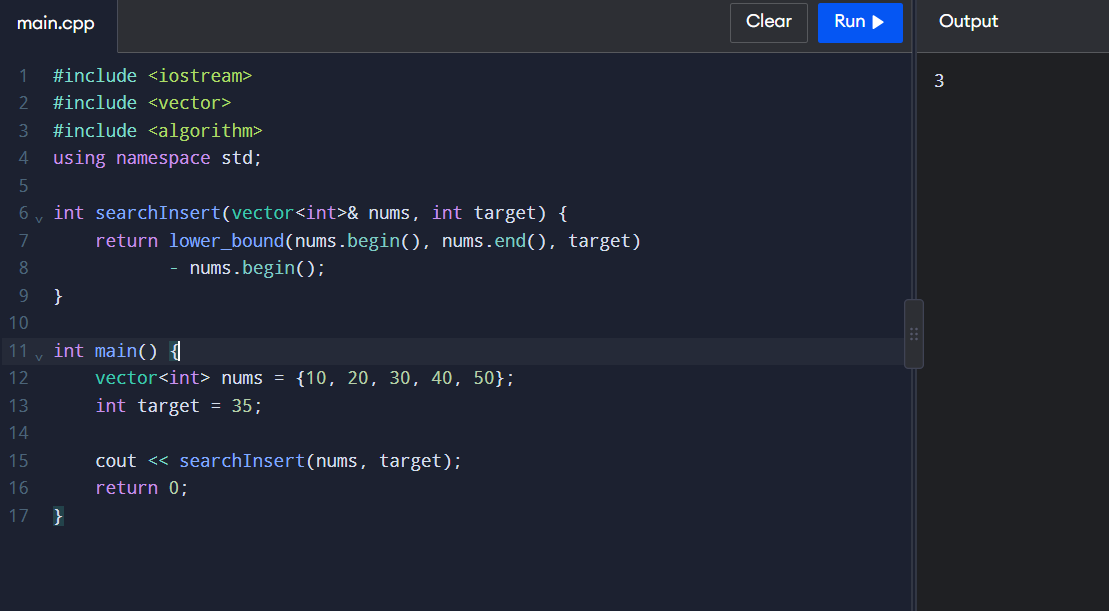 main.cpp
Clear
Run
Output
1 #include <iostream>
2 #include <vector>
3 #include <algorithm>
4 using namespace std;
5
6 int searchInsert(vector<int>& nums, int target) {
7     return lower_bound(nums.begin(), nums.end(), target)
8            - nums.begin();
9 }
10
11 int main() {
12     vector<int> nums = {10, 20, 30, 40, 50};
13     int target = 35;
14
15     cout << searchInsert(nums, target);
16     return 0;
17 }
3